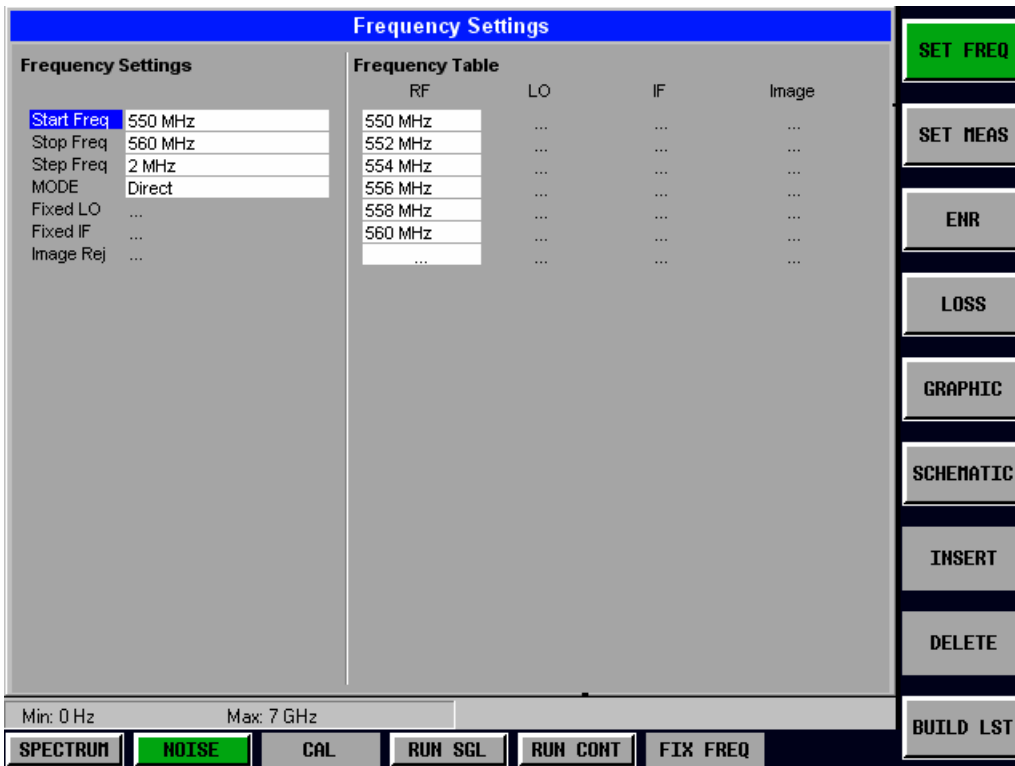 Frequency Settings
Frequency Settings
Start Freq 550 MHz
Stop Freq 560 MHz
Step Freq 2 MHz
MODE Direct
Fixed LO ...
Fixed IF ...
Image Rej ...
Frequency Table
RF LO IF Image
550 MHz ... ... ...
552 MHz ... ... ...
554 MHz ... ... ...
556 MHz ... ... ...
558 MHz ... ... ...
560 MHz ... ... ...
... ... ... ...
Min: 0 Hz Max: 7 GHz
SET FREQ
SET MEAS
ENR
LOSS
GRAPHIC
SCHEMATIC
INSERT
DELETE
BUILD LST
SPECTRUM NOISE CAL RUN SGL RUN CONT FIX FREQ